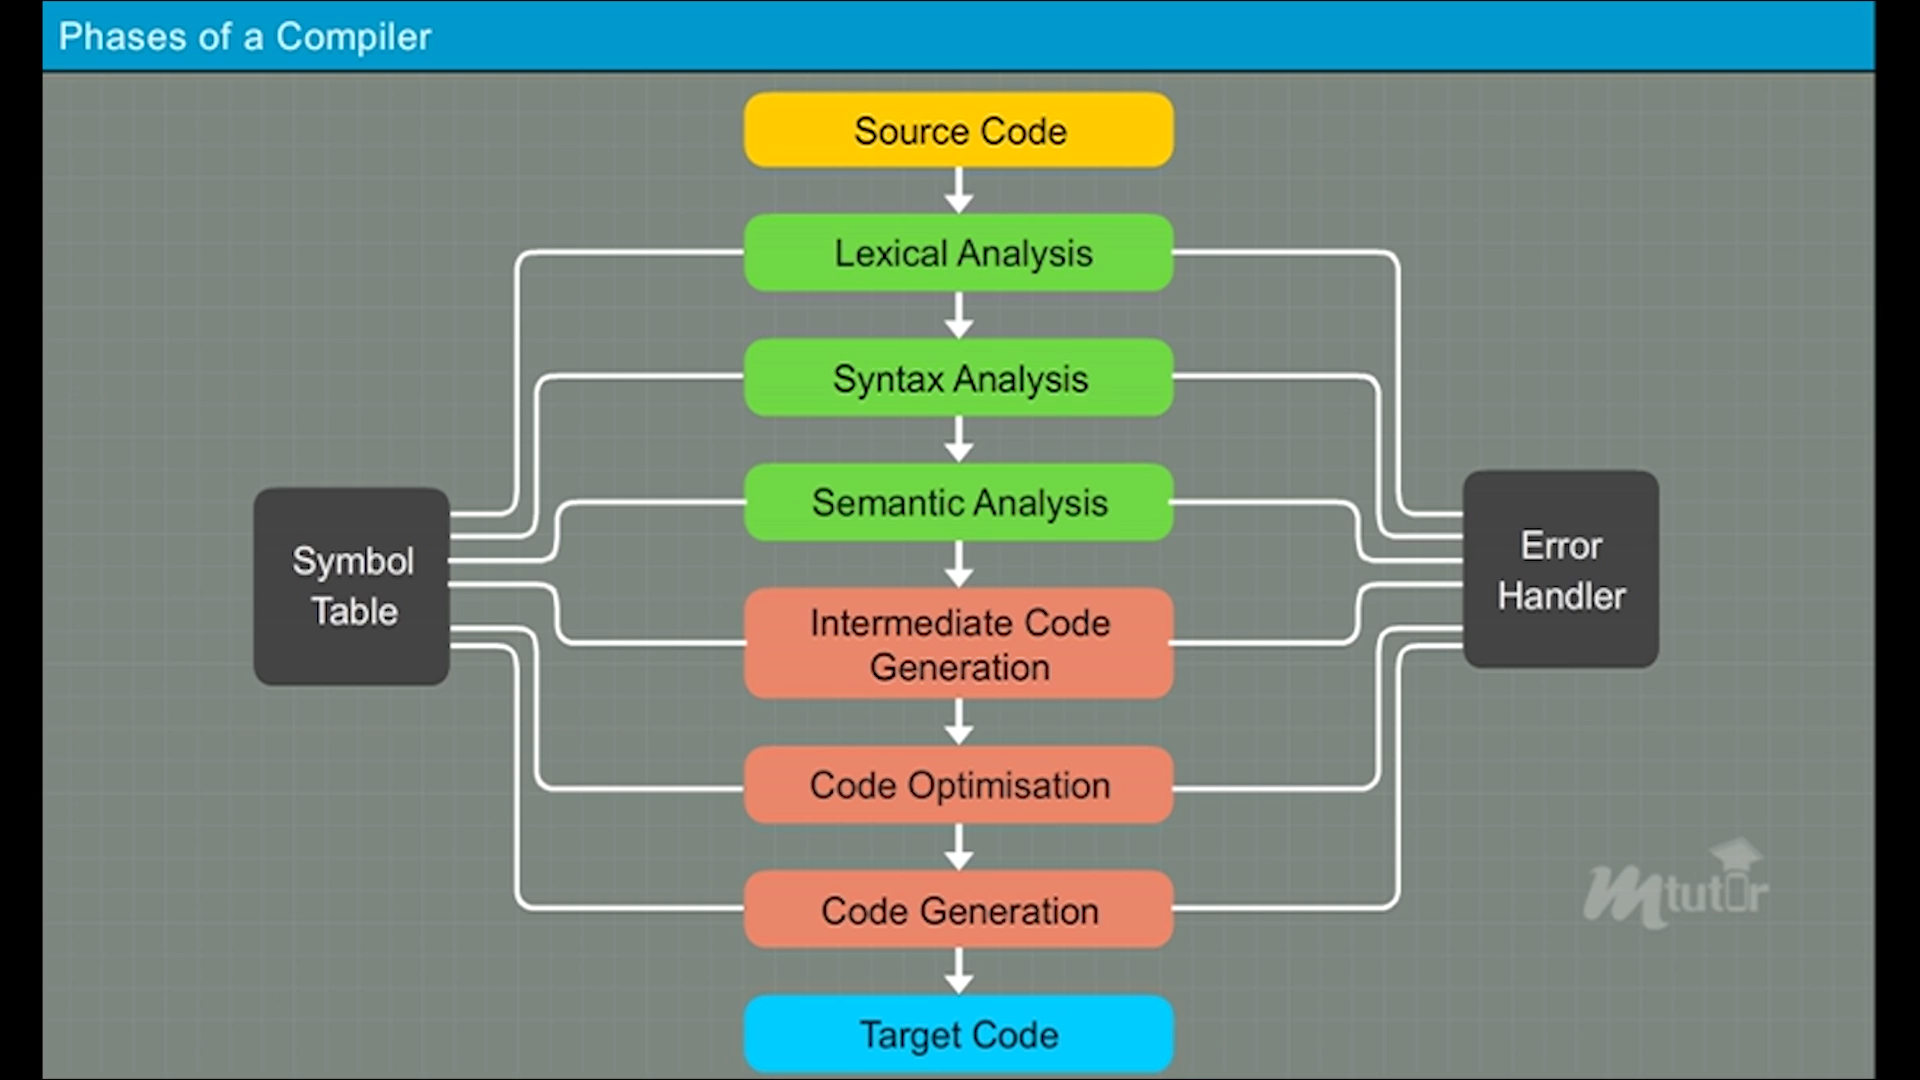 Phases of a Compiler
Source Code
Lexical Analysis
Syntax Analysis
Semantic Analysis
Symbol
Table
Error
Handler
Intermediate Code
Generation
Code Optimisation
Code Generation
Target Code
Mtutor